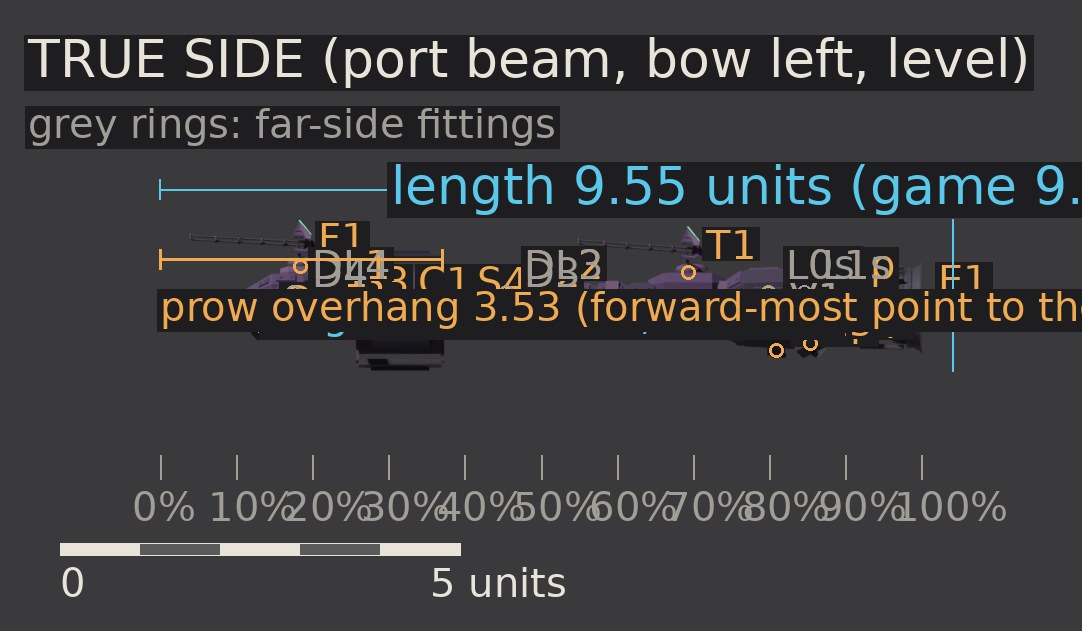 TRUE SIDE (port beam, bow left, level)
grey rings: far-side fittings
length 9.55 units (game 9.
F1
T1
C1 S4
F1
prow overhang 3.53 (forward-most point to the
0% 10% 20% 30% 40% 50% 60% 70% 80% 90% 100%
0
5 units